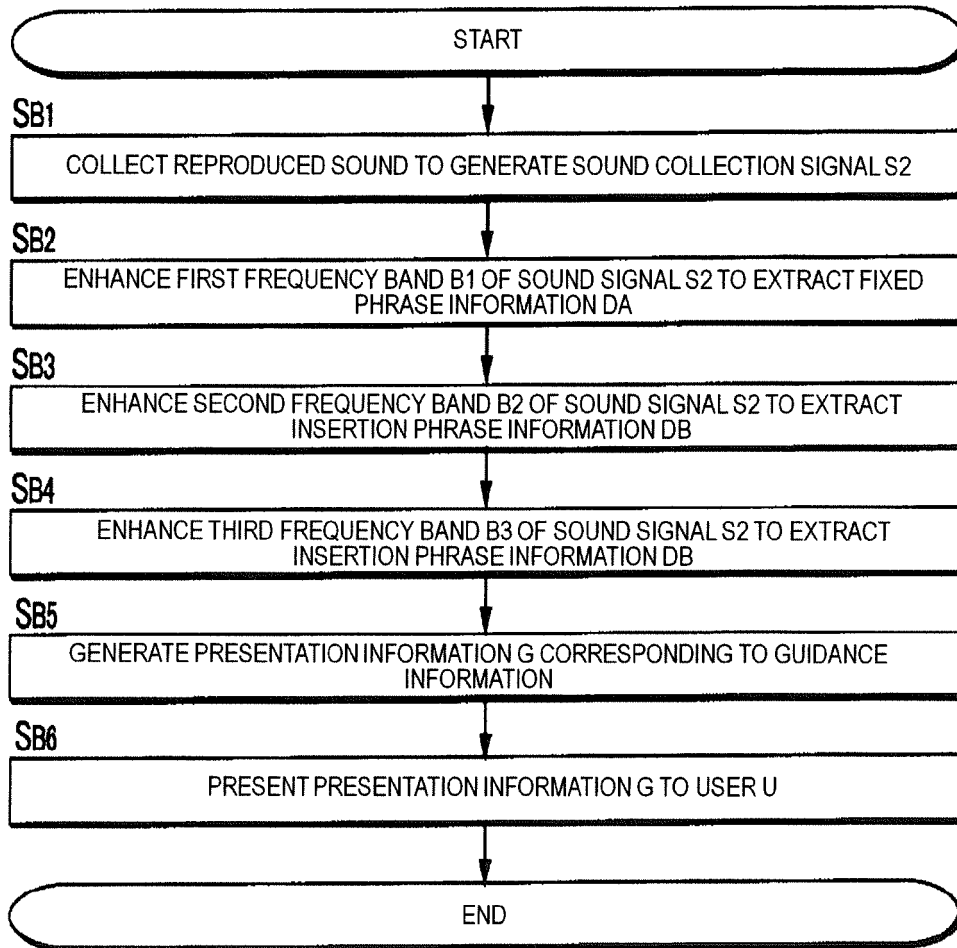 START
SB1
COLLECT REPRODUCED SOUND TO GENERATE SOUND COLLECTION SIGNAL S2
SB2
ENHANCE FIRST FREQUENCY BAND B1 OF SOUND SIGNAL S2 TO EXTRACT FIXED
PHRASE INFORMATION DA
SB3
ENHANCE SECOND FREQUENCY BAND B2 OF SOUND SIGNAL S2 TO EXTRACT
INSERTION PHRASE INFORMATION DB
SB4
ENHANCE THIRD FREQUENCY BAND B3 OF SOUND SIGNAL S2 TO EXTRACT
INSERTION PHRASE INFORMATION DB
SB5
GENERATE PRESENTATION INFORMATION G CORRESPONDING TO GUIDANCE
INFORMATION
SB6
PRESENT PRESENTATION INFORMATION G TO USER U
END